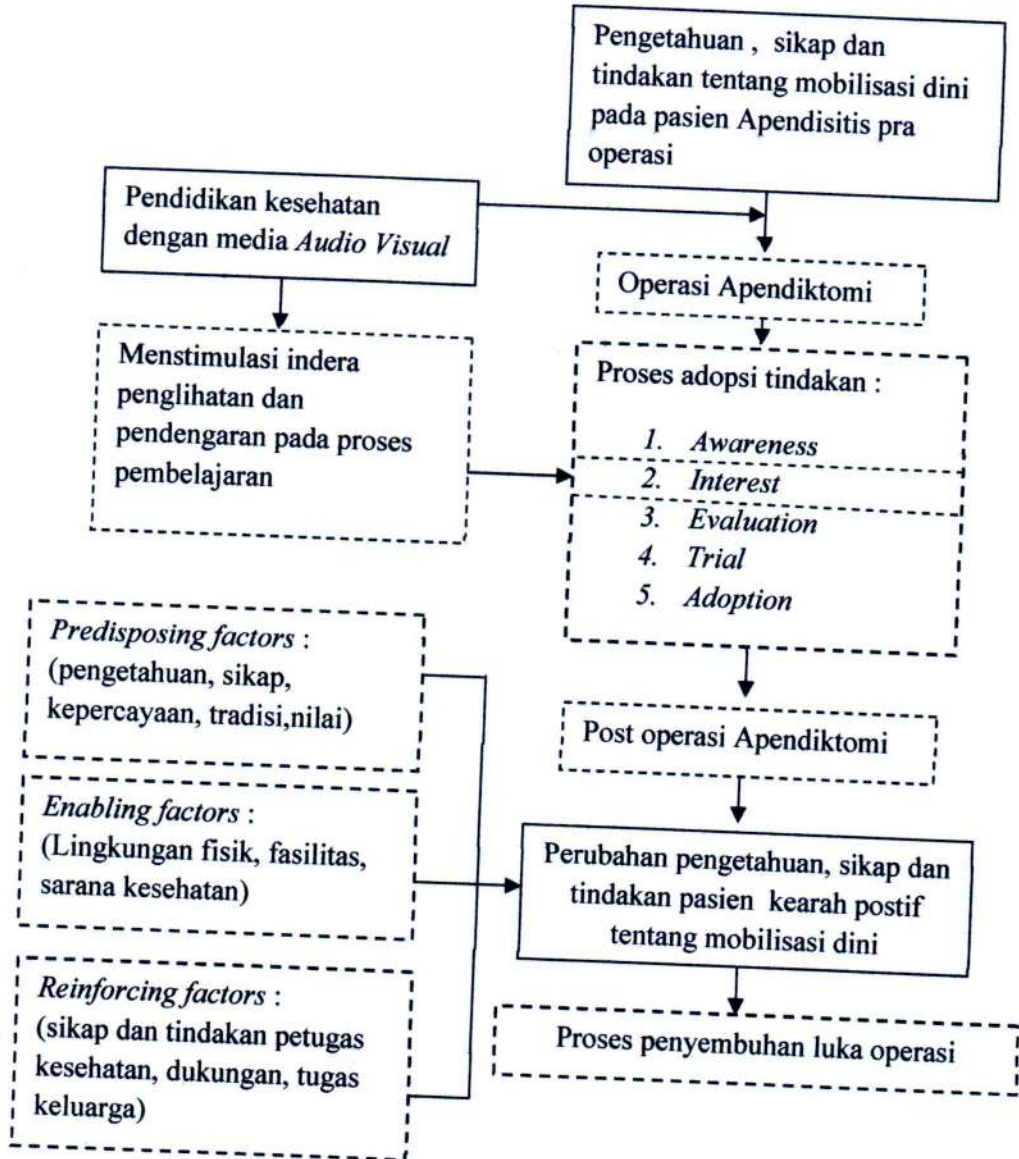 Pengetahuan , sikap dan
tindakan tentang mobilisasi dini
pada pasien Apendisitis pra
operasi
Pendidikan kesehatan
dengan media Audio Visual
Operasi Apendiktomi
Menstimulasi indera
penglihatan dan
pendengaran pada proses
pembelajaran
Proses adopsi tindakan :
1. Awareness
2. Interest
3. Evaluation
4. Trial
5. Adoption
Predisposing factors :
(pengetahuan, sikap,
kepercayaan, tradisi,nilai)
Post operasi Apendiktomi
Enabling factors :
(Lingkungan fisik, fasilitas,
sarana kesehatan)
Perubahan pengetahuan, sikap dan
tindakan pasien kearah postif
tentang mobilisasi dini
Reinforcing factors :
(sikap dan tindakan petugas
kesehatan, dukungan, tugas
keluarga)
Proses penyembuhan luka operasi